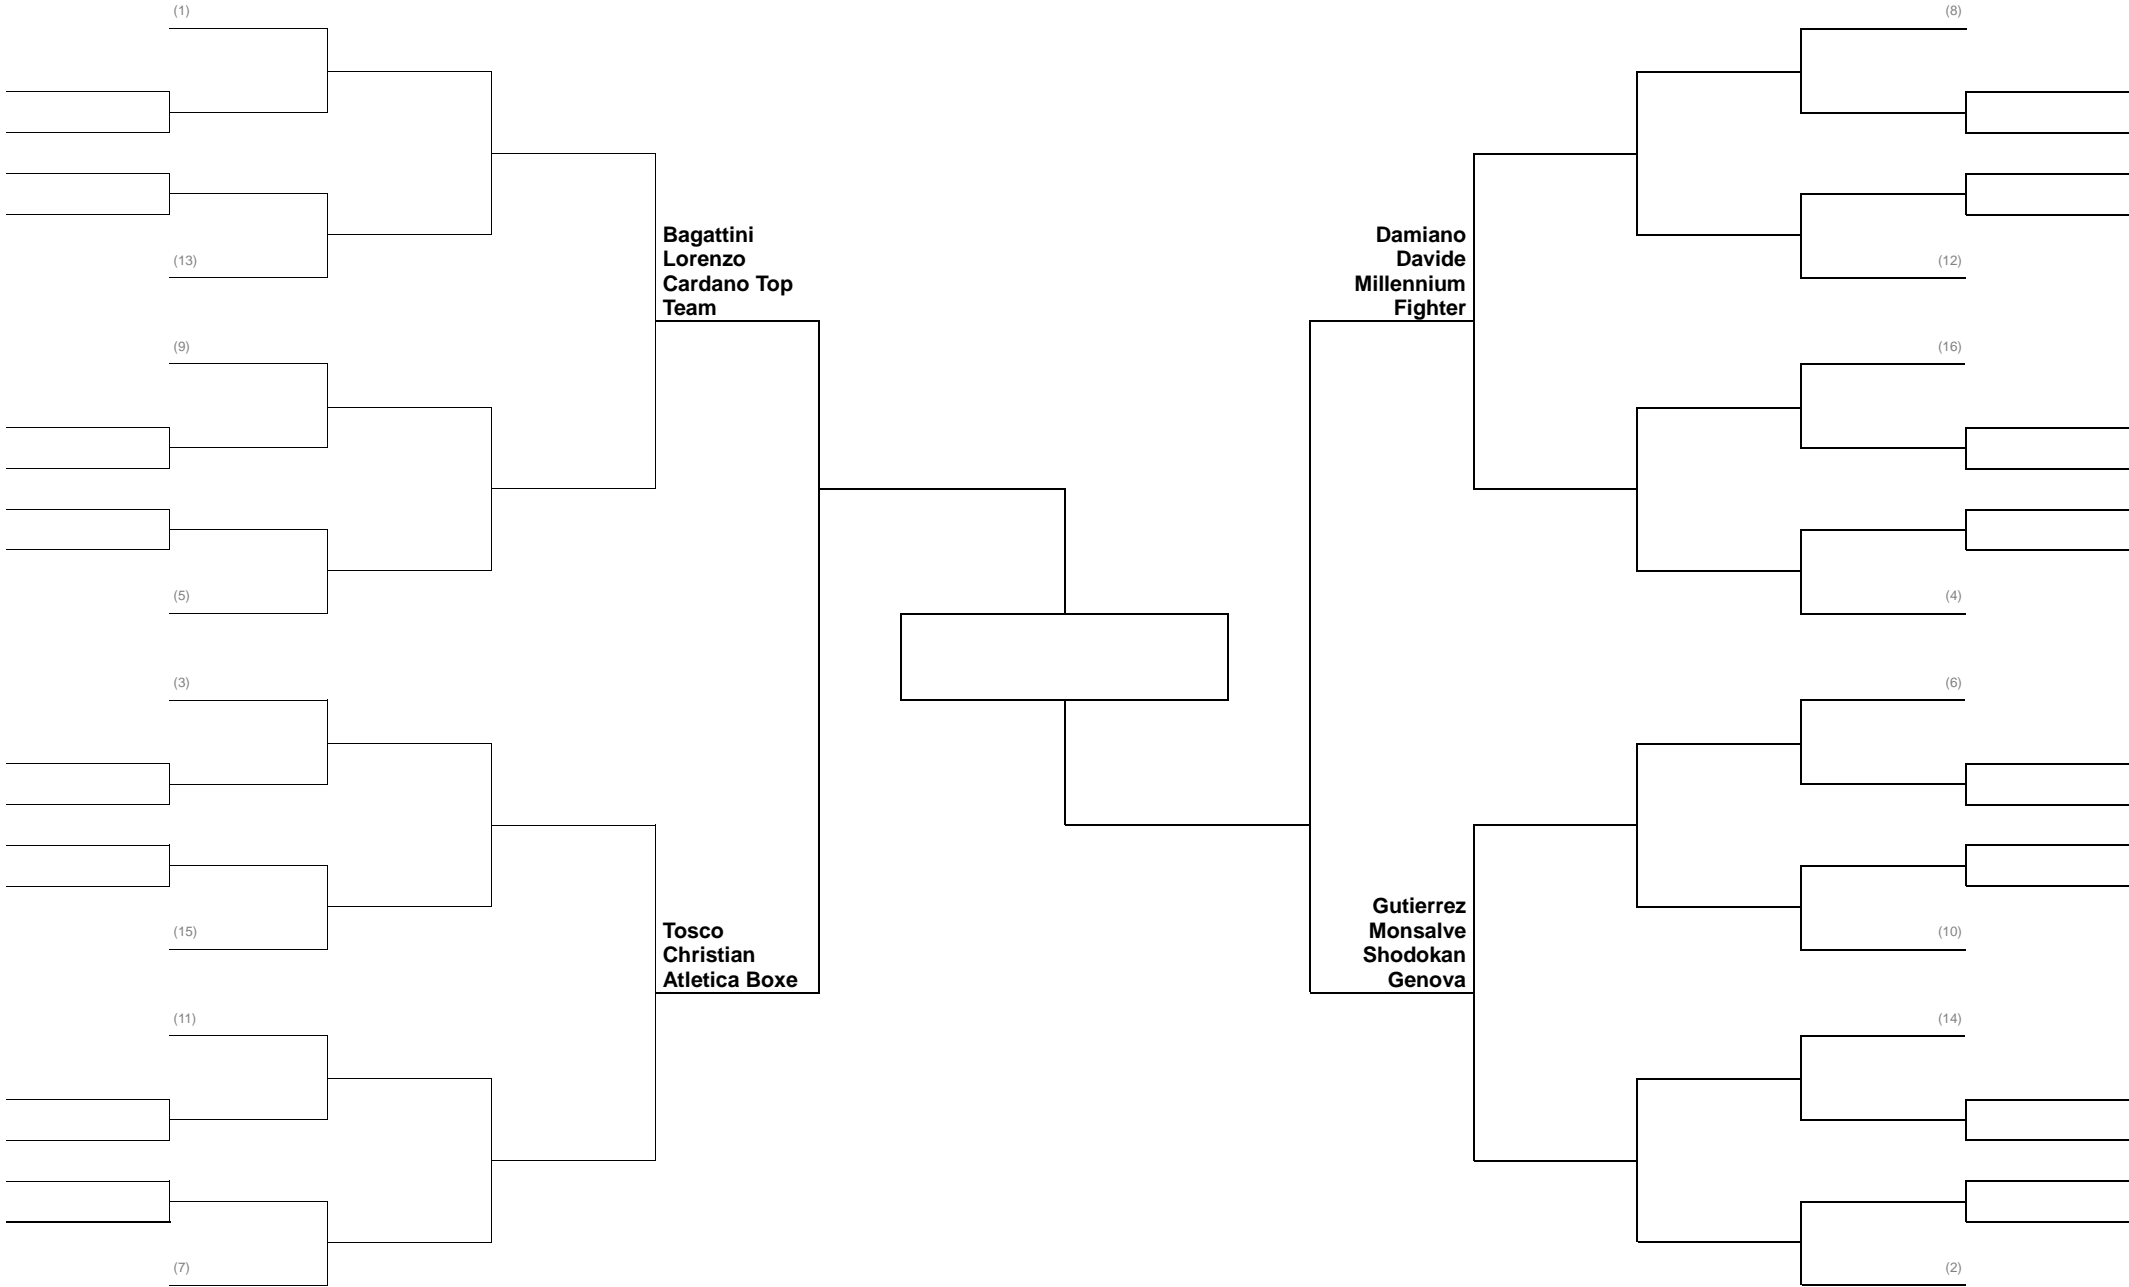 (1)
(13)
(9)
(5)
(3)
(15)
(11)
(7)
Bagattini
Lorenzo
Cardano Top
Team
Tosco
Christian
Atletica Boxe
Damiano
Davide
Millennium
Fighter
Gutierrez
Monsalve
Shodokan
Genova
(8)
(12)
(16)
(4)
(6)
(10)
(14)
(2)